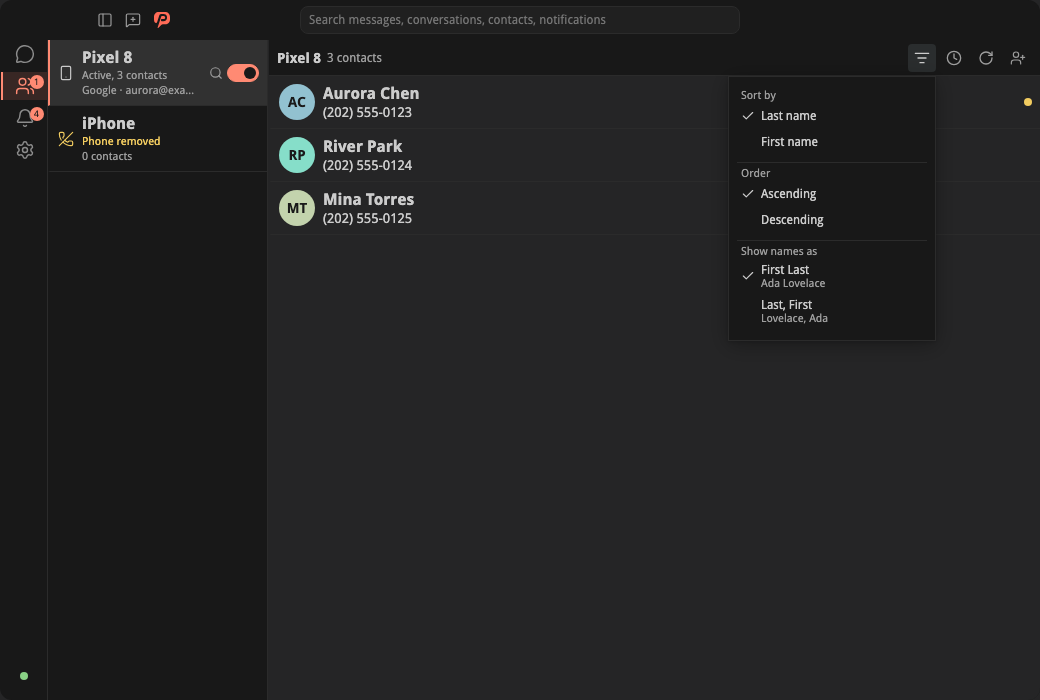 Search messages, conversations, contacts, notifications
1
4
Pixel 8
Active, 3 contacts
Google · aurora@exa...
iPhone
Phone removed
0 contacts
Pixel 8 3 contacts
AC
Aurora Chen
(202) 555-0123
RP
River Park
(202) 555-0124
MT
Mina Torres
(202) 555-0125
Sort by
Last name
First name
Order
Ascending
Descending
Show names as
First Last
Ada Lovelace
Last, First
Lovelace, Ada